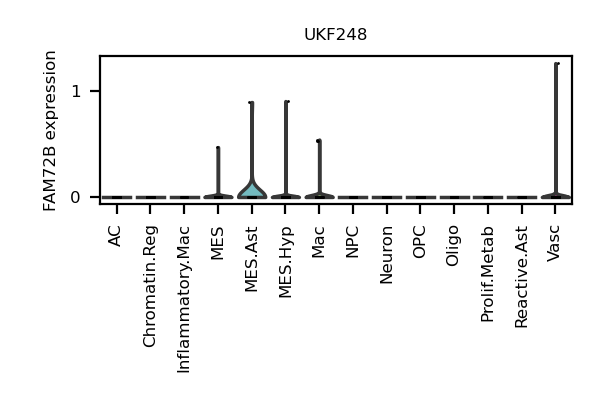 UKF248
FAM72B expression
1
0
AC
Chromatin.Reg
Inflammatory.Mac
MES
MES.Ast
MES.Hyp
Mac
NPC
Neuron
OPC
Oligo
Prolif.Metab
Reactive.Ast
Vasc